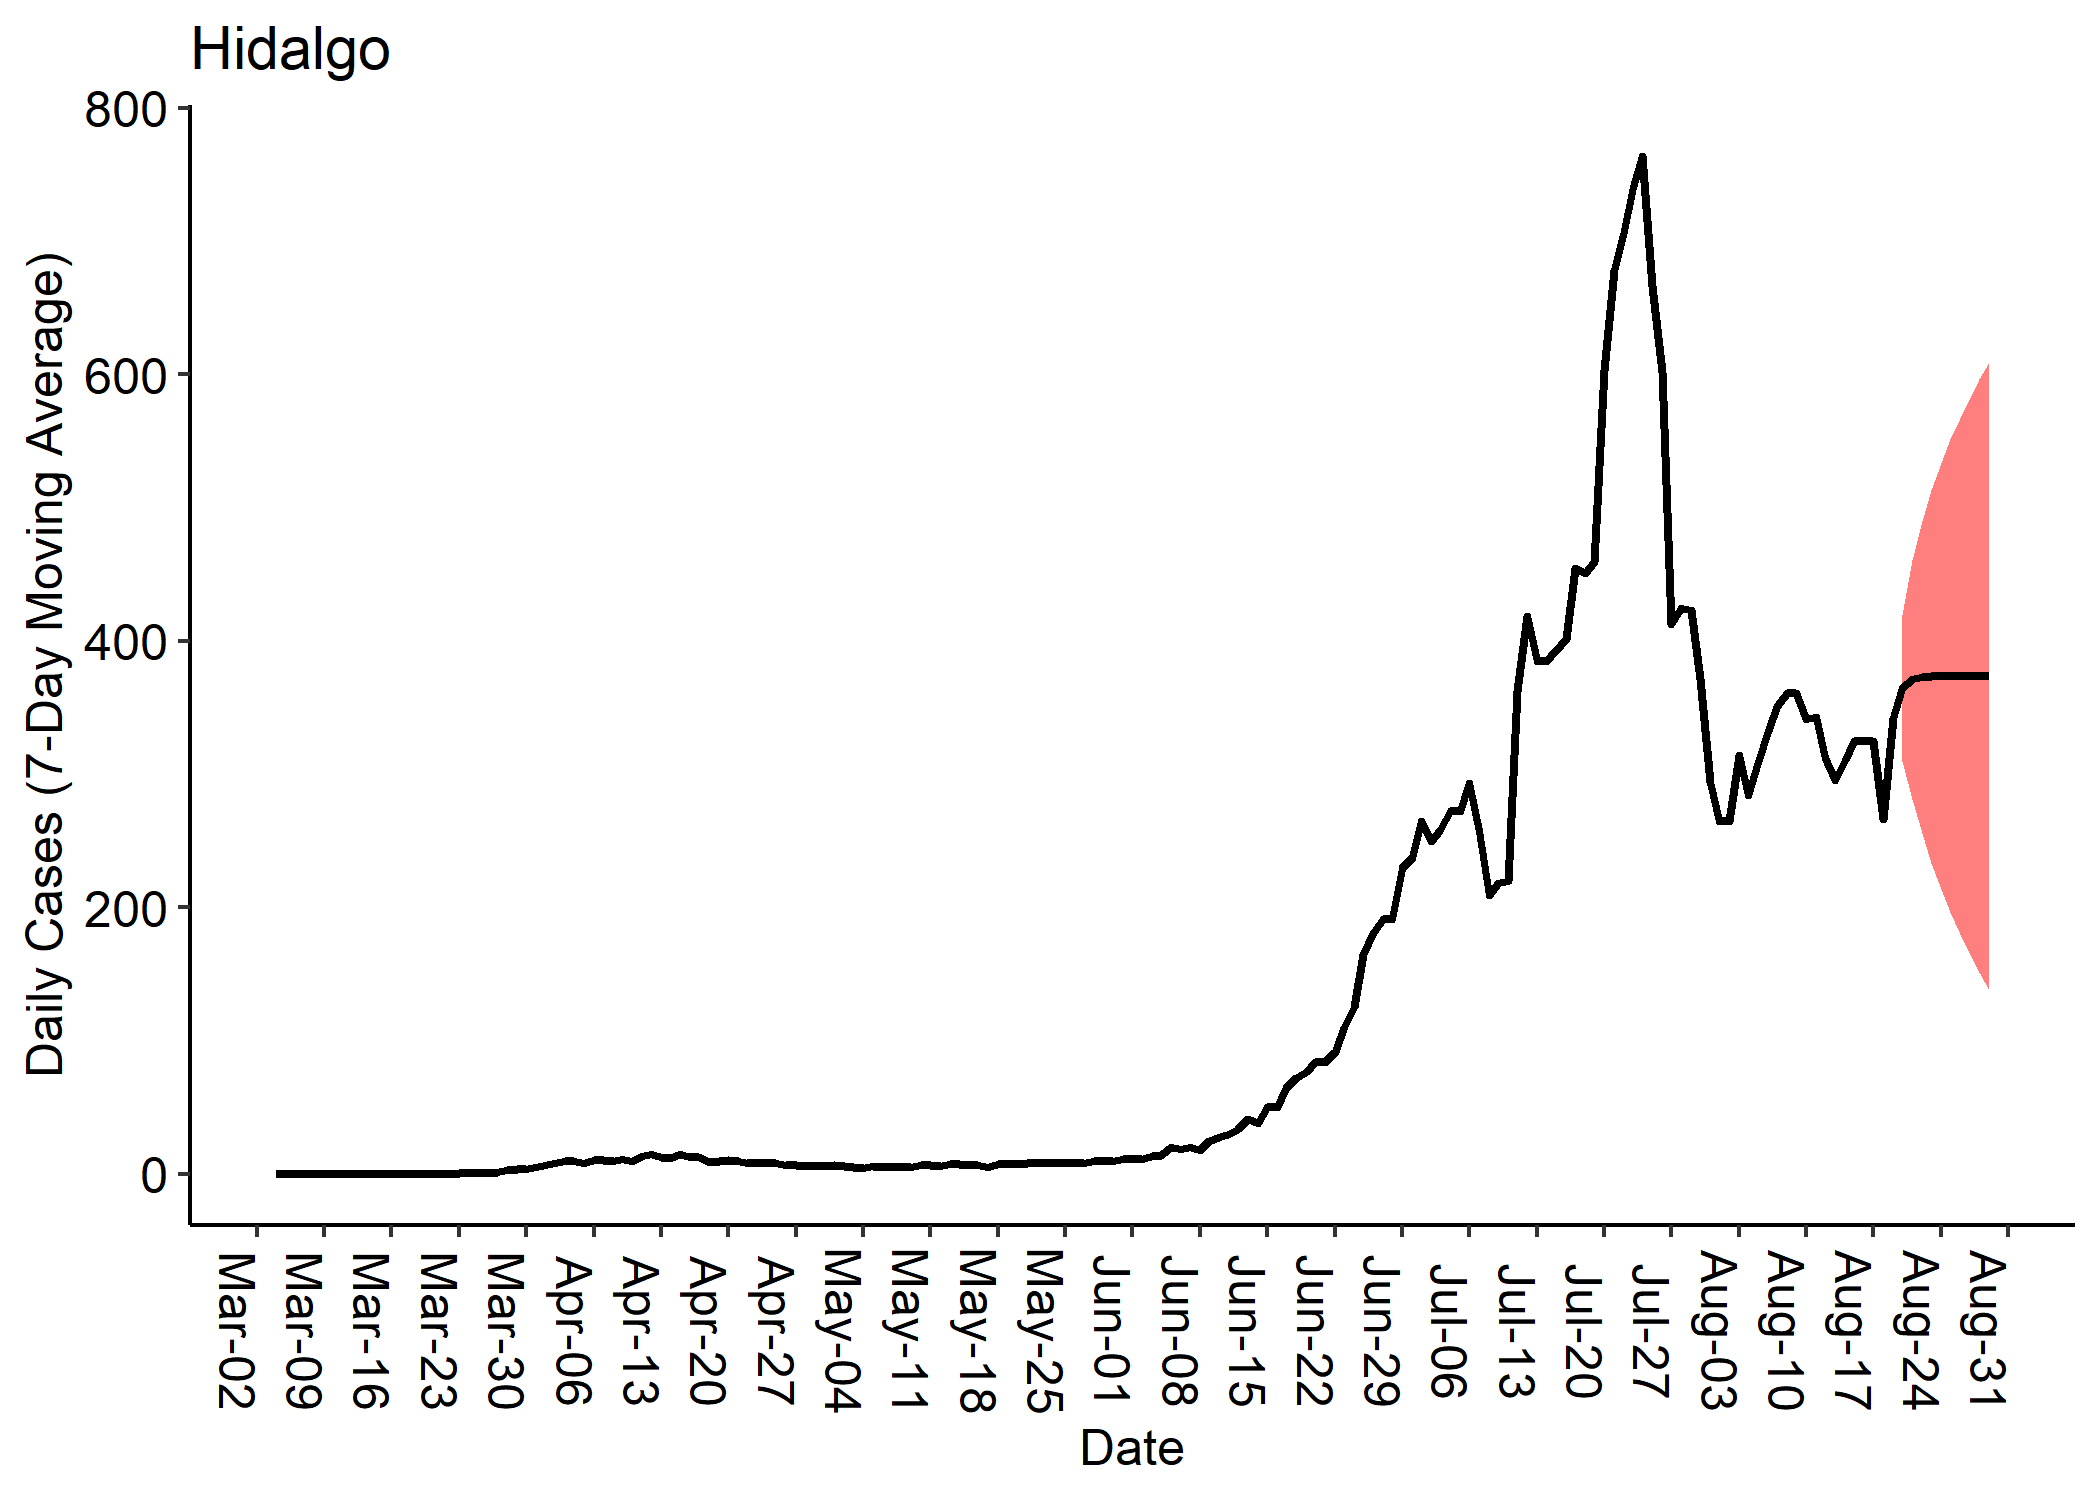 Hidalgo
800
600
400
200
0
Daily Cases (7-Day Moving Average)
Mar-02
Mar-09
Mar-16
Mar-23
Mar-30
Apr-06
Apr-13
Apr-20
Apr-27
May-04
May-11
May-18
May-25
Jun-01
Jun-08
Jun-15
Jun-22
Jun-29
Jul-06
Jul-13
Jul-20
Jul-27
Aug-03
Aug-10
Aug-17
Aug-24
Aug-31
Date